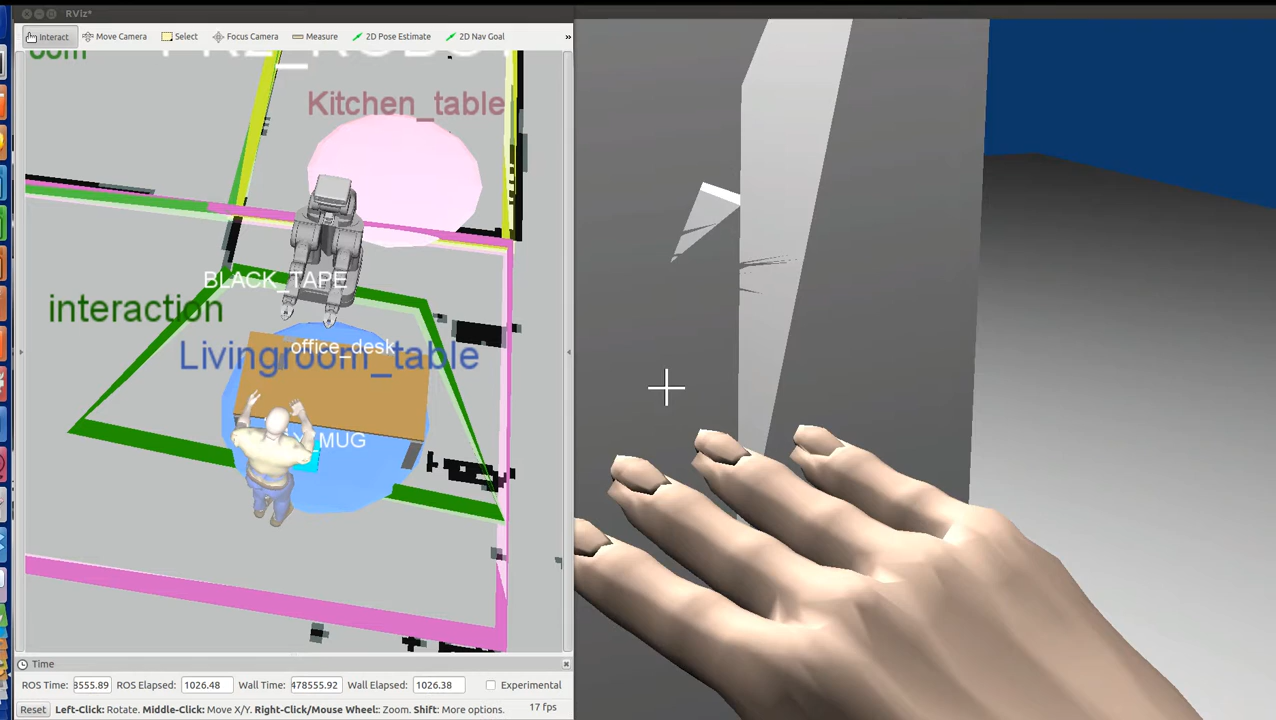 RViz*
Interact Move Camera Select Focus Camera Measure 2D Pose Estimate 2D Nav Goal »
Kitchen_table
BLACK_TAPE
interaction
office_desk
Livingroom_table
MUG
Time
ROS Time: 3555.89 ROS Elapsed: 1026.48 Wall Time: 478555.92 Wall Elapsed: 1026.38 Experimental
Reset Left-Click: Rotate. Middle-Click: Move X/Y. Right-Click/Mouse Wheel:: Zoom. Shift: More options. 17 fps